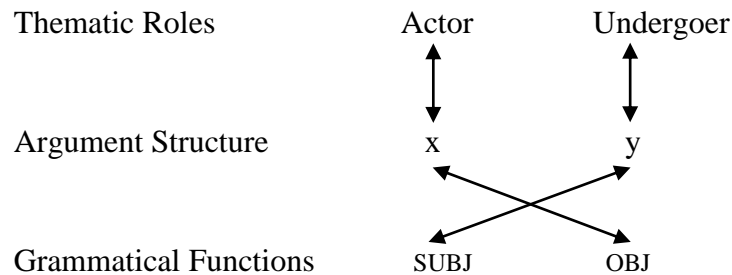 Thematic Roles Actor Undergoer
Argument Structure x y
Grammatical Functions SUBJ OBJ